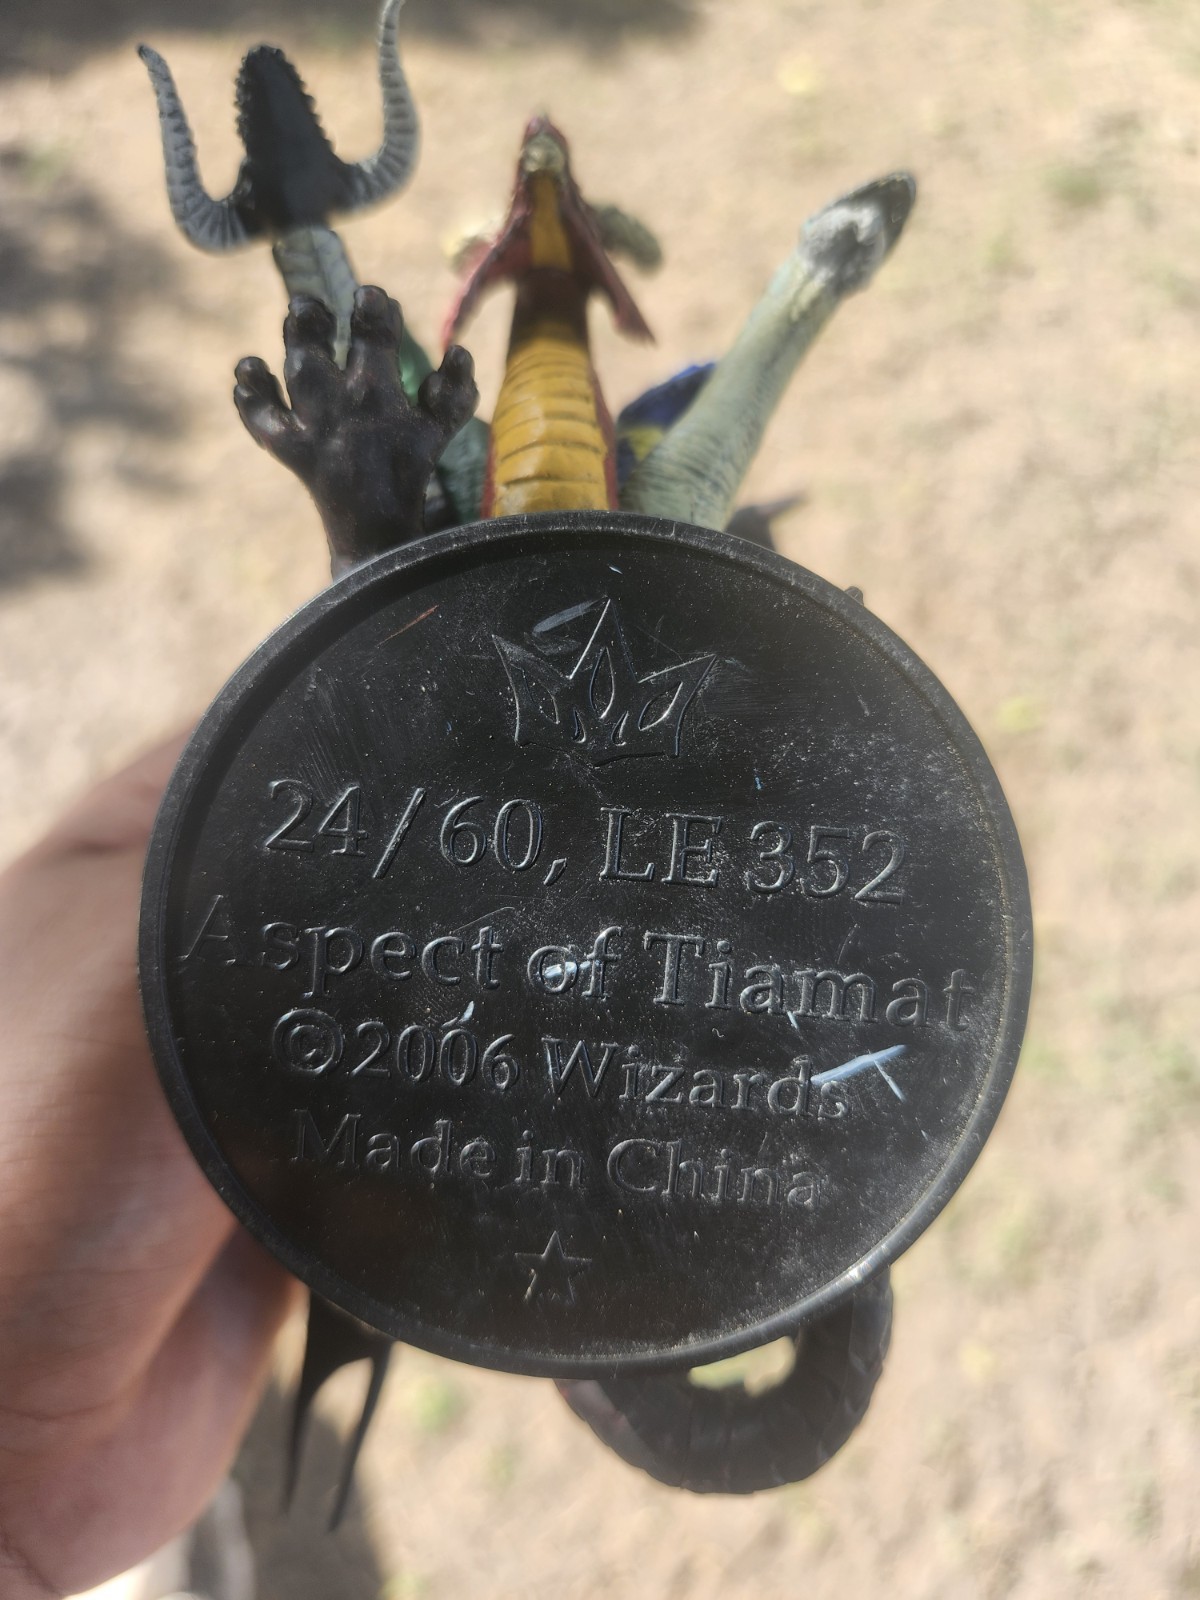 24/60, LE 352
Aspect of Tiamat
©2006 Wizards
Made in China